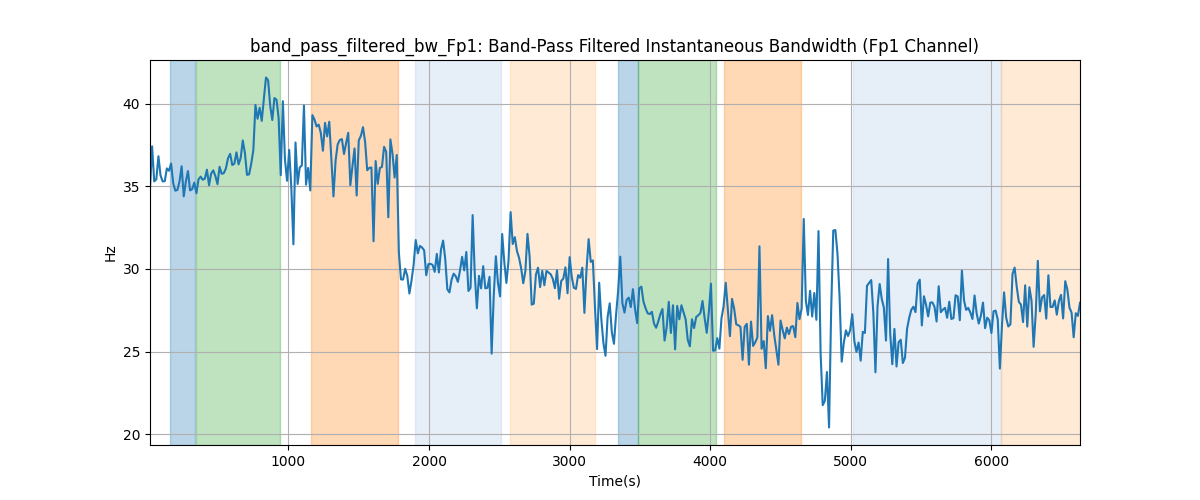 band_pass_filtered_bw_Fp1: Band-Pass Filtered Instantaneous Bandwidth (Fp1 Channel)
40
35
30
25
20
Hz
1000 2000 3000 4000 5000 6000
Time(s)